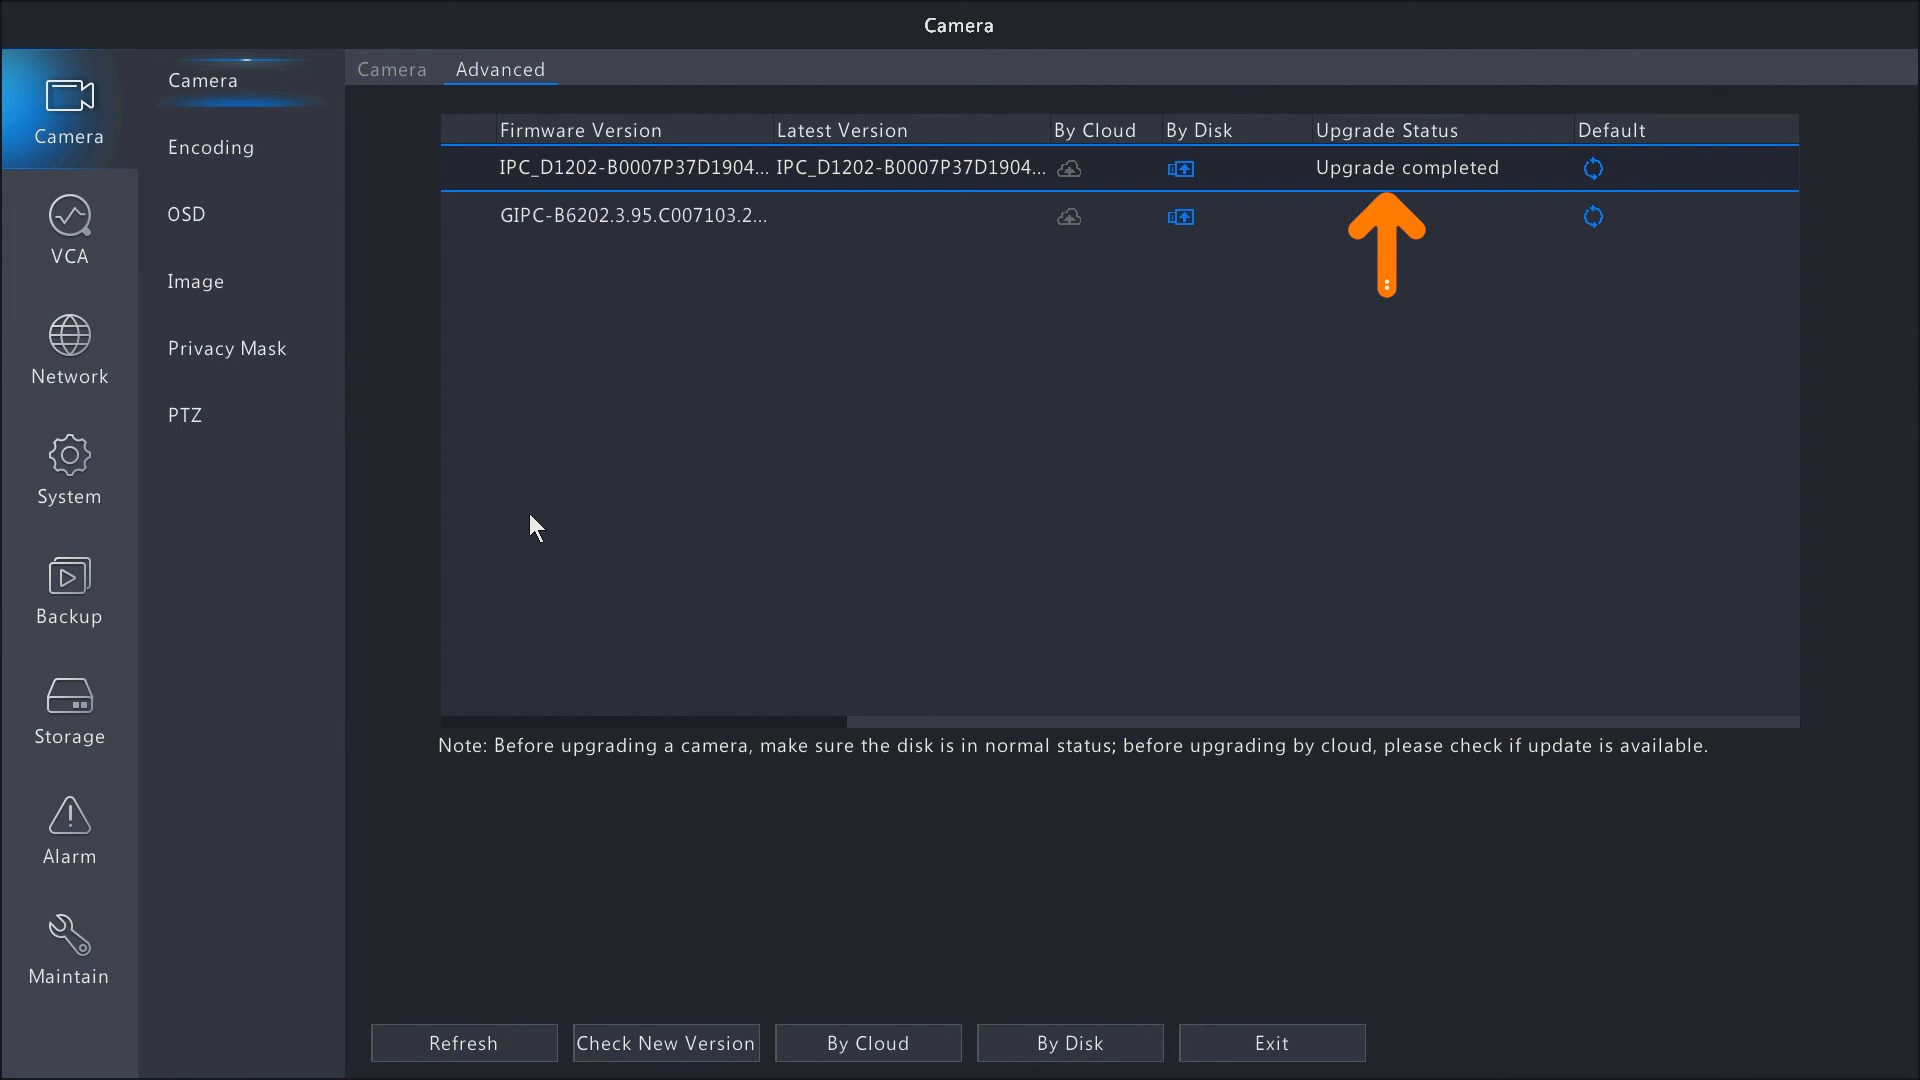 Camera
Camera
VCA
Network
System
Backup
Storage
Alarm
Maintain
Camera
Encoding
OSD
Image
Privacy Mask
PTZ
Camera Advanced
Firmware Version Latest Version By Cloud By Disk Upgrade Status Default
IPC_D1202-B0007P37D1904... IPC_D1202-B0007P37D1904... Upgrade completed
GIPC-B6202.3.95.C007103.2...
Note: Before upgrading a camera, make sure the disk is in normal status; before upgrading by cloud, please check if update is available.
Refresh Check New Version By Cloud By Disk Exit